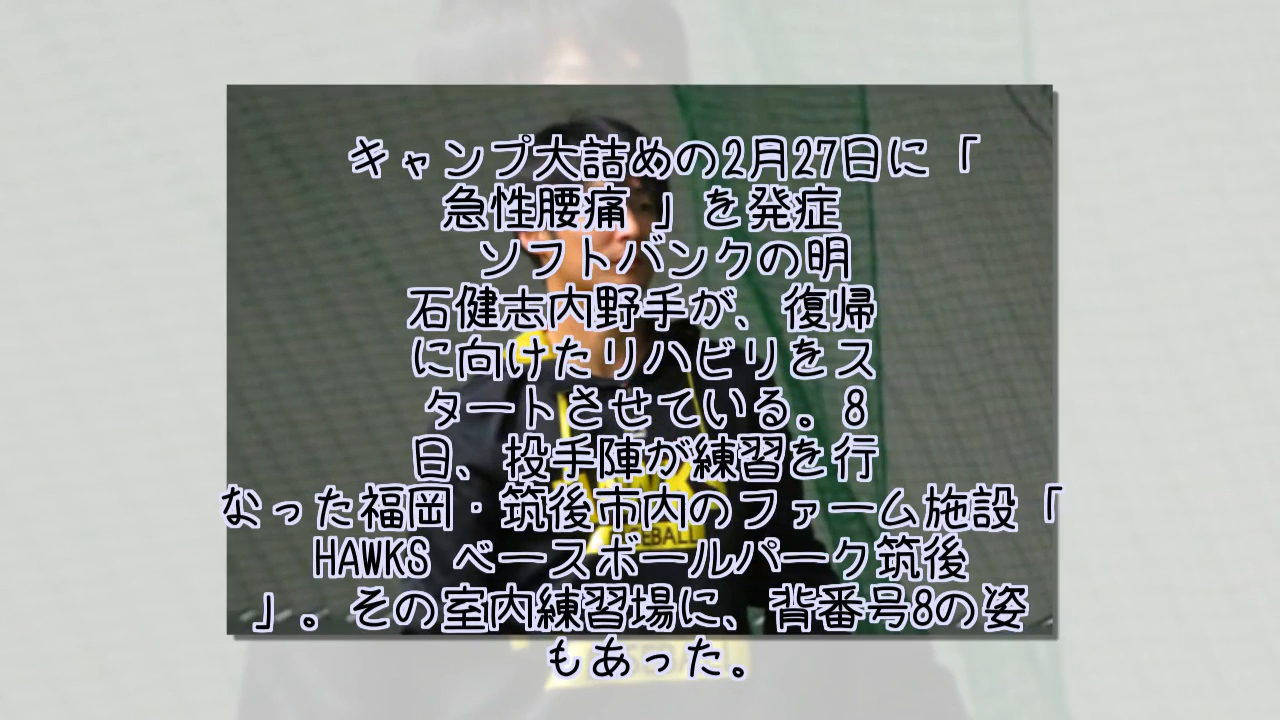 キャンプ大詰めの2月27日に「
急性腰痛 」を発症
ソフトバンクの明
石健志内野手が、復帰
に向けたリハビリをス
タートさせている。8
日、投手陣が練習を行
なった福岡・筑後市内のファーム施設「
HAWKS ベースボールパーク筑後
」. その室内練習場に、背番号8の姿
もあった。